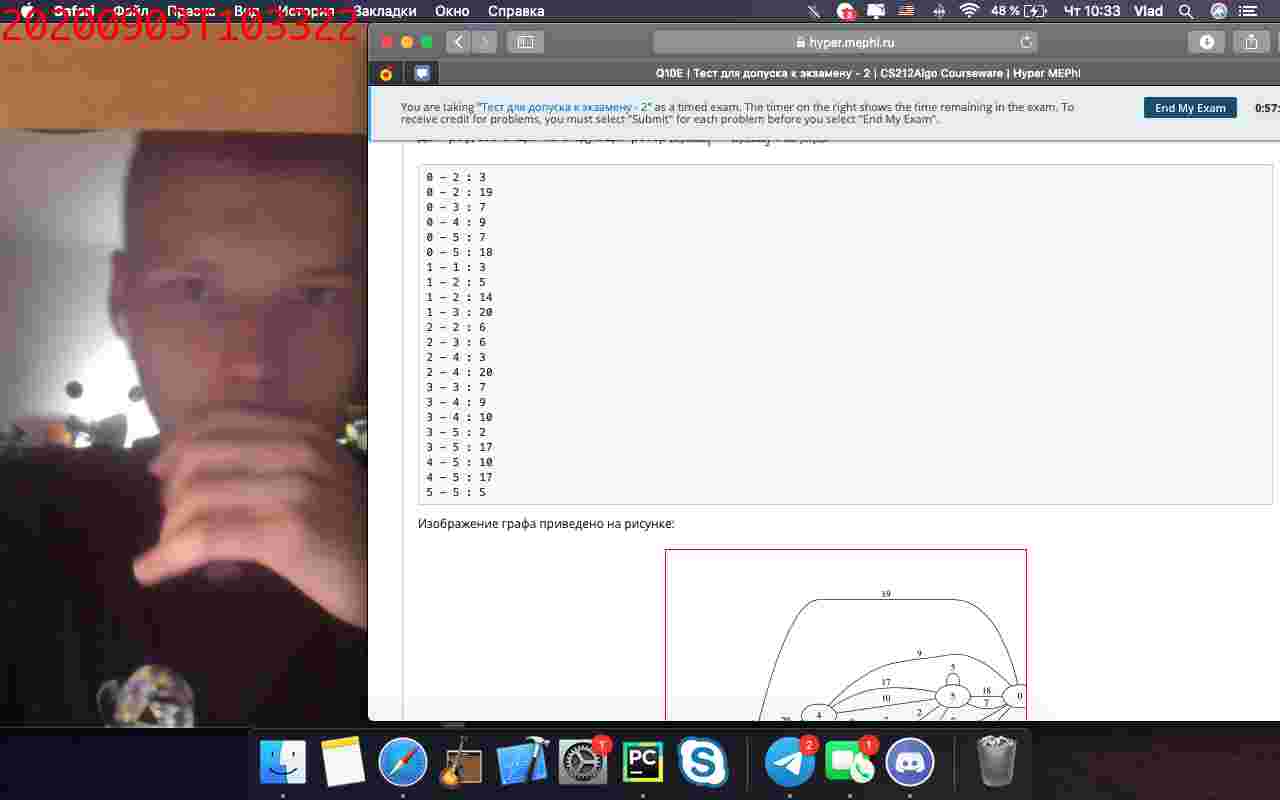 Safari Файл Правка Вид История Закладки Окно Справка 48 % Чт 10:33 Vlad
20200903T103322
hyper.mephi.ru
Q10E | Тест для допуска к экзамену - 2 | CS212Algo Courseware | Hyper MEPhI
You are taking "Тест для допуска к экзамену - 2" as a timed exam. The timer on the right shows the time remaining in the exam. To
receive credit for problems, you must select "Submit" for each problem before you select "End My Exam".
End My Exam
0:57:
0 - 2 : 3
0 - 2 : 19
0 - 3 : 7
0 - 4 : 9
0 - 5 : 7
0 - 5 : 18
1 - 1 : 3
1 - 2 : 5
1 - 2 : 14
1 - 3 : 20
2 - 2 : 6
2 - 3 : 6
2 - 4 : 3
2 - 4 : 20
3 - 3 : 7
3 - 4 : 9
3 - 4 : 10
3 - 5 : 2
3 - 5 : 17
4 - 5 : 10
4 - 5 : 17
5 - 5 : 5
Изображение графа приведено на рисунке:
19
9
5
17
18
10
5
0
7
4
2
PC
2
1